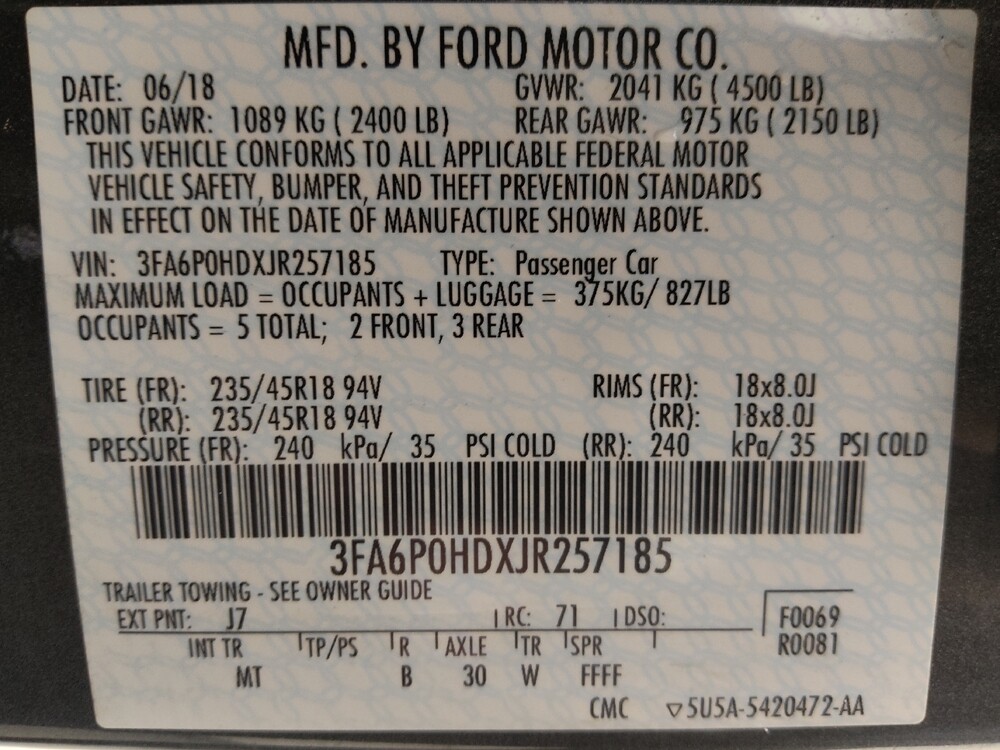 MFD. BY FORD MOTOR CO.
DATE: 06/18 GVWR: 2041 KG ( 4500 LB)
FRONT GAWR: 1089 KG ( 2400 LB) REAR GAWR: 975 KG ( 2150 LB)
THIS VEHICLE CONFORMS TO ALL APPLICABLE FEDERAL MOTOR
VEHICLE SAFETY, BUMPER, AND THEFT PREVENTION STANDARDS
IN EFFECT ON THE DATE OF MANUFACTURE SHOWN ABOVE.
VIN: 3FA6P0HDXJR257185 TYPE: Passenger Car
MAXIMUM LOAD = OCCUPANTS + LUGGAGE = 375KG/ 827LB
OCCUPANTS = 5 TOTAL; 2 FRONT, 3 REAR
TIRE (FR): 235/45R18 94V RIMS (FR): 18x8.0J
(RR): 235/45R18 94V (RR): 18x8.0J
PRESSURE (FR): 240 kPa/ 35 PSI COLD (RR): 240 kPa/ 35 PSI COLD
3FA6P0HDXJR257185
TRAILER TOWING - SEE OWNER GUIDE
EXT PNT: J7 RC: 71 DSO: F0069
INT TR TP/PS R AXLE TR SPR R0081
MT B 30 W FFFF
CMC ▽5U5A-5420472-AA